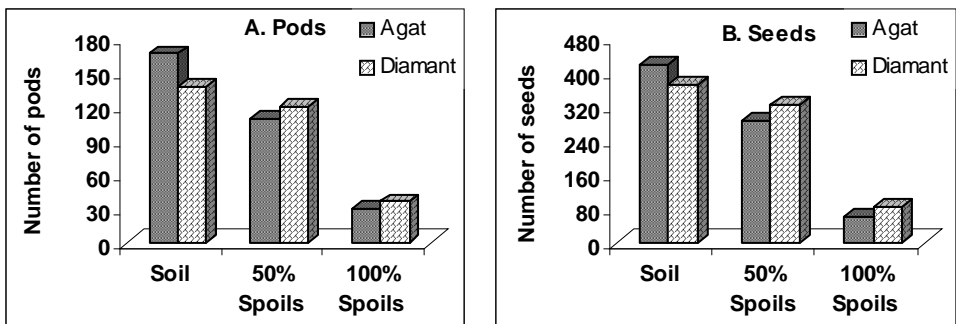 A. Pods
Agat
Diamant
Number of pods
180
150
120
90
60
30
0
Soil
50%
Spoils
100%
Spoils
B. Seeds
Agat
Diamant
Number of seeds
480
400
320
240
160
80
0
Soil
50%
Spoils
100%
Spoils